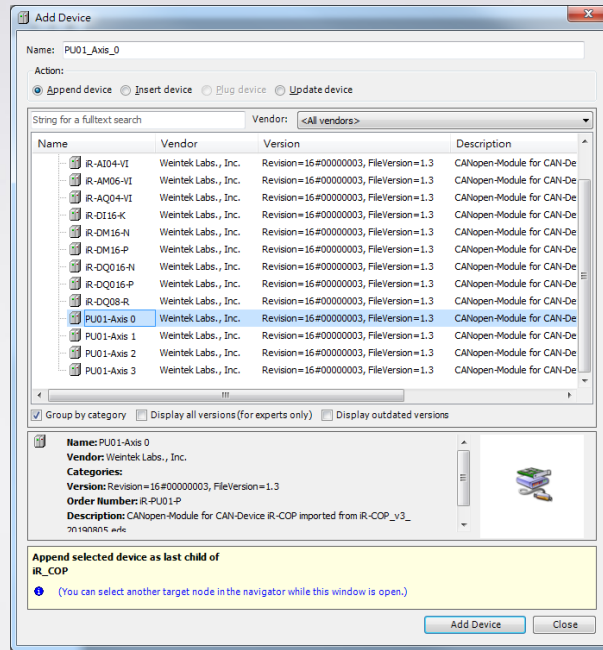 Add Device
Name: PU01_Axis_0
Action:
Append device Insert device Plug device Update device
String for a fulltext search Vendor: <All vendors>
Name Vendor Version Description
iR-AI04-VI Weintek Labs., Inc. Revision=16#00000003, FileVersion=1.3 CANopen-Module for CAN-De
iR-AM06-VI Weintek Labs., Inc. Revision=16#00000003, FileVersion=1.3 CANopen-Module for CAN-De
iR-AQ04-VI Weintek Labs., Inc. Revision=16#00000003, FileVersion=1.3 CANopen-Module for CAN-De
iR-DI16-K Weintek Labs., Inc. Revision=16#00000003, FileVersion=1.3 CANopen-Module for CAN-De
iR-DM16-N Weintek Labs., Inc. Revision=16#00000003, FileVersion=1.3 CANopen-Module for CAN-De
iR-DM16-P Weintek Labs., Inc. Revision=16#00000003, FileVersion=1.3 CANopen-Module for CAN-De
iR-DQ016-N Weintek Labs., Inc. Revision=16#00000003, FileVersion=1.3 CANopen-Module for CAN-De
iR-DQ016-P Weintek Labs., Inc. Revision=16#00000003, FileVersion=1.3 CANopen-Module for CAN-De
iR-DQ08-R Weintek Labs., Inc. Revision=16#00000003, FileVersion=1.3 CANopen-Module for CAN-De
PU01-Axis 0 Weintek Labs., Inc. Revision=16#00000003, FileVersion=1.3 CANopen-Module for CAN-De
PU01-Axis 1 Weintek Labs., Inc. Revision=16#00000003, FileVersion=1.3 CANopen-Module for CAN-De
PU01-Axis 2 Weintek Labs., Inc. Revision=16#00000003, FileVersion=1.3 CANopen-Module for CAN-De
PU01-Axis 3 Weintek Labs., Inc. Revision=16#00000003, FileVersion=1.3 CANopen-Module for CAN-De
Group by category Display all versions (for experts only) Display outdated versions
Name: PU01-Axis 0
Vendor: Weintek Labs., Inc.
Categories:
Version: Revision=16#00000003, FileVersion=1.3
Order Number: iR-PU01-P
Description: CANopen-Module for CAN-Device iR-COP imported from iR-COP_v3_
20190805.eds
Append selected device as last child of
iR_COP
(You can select another target node in the navigator while this window is open.)
Add Device Close